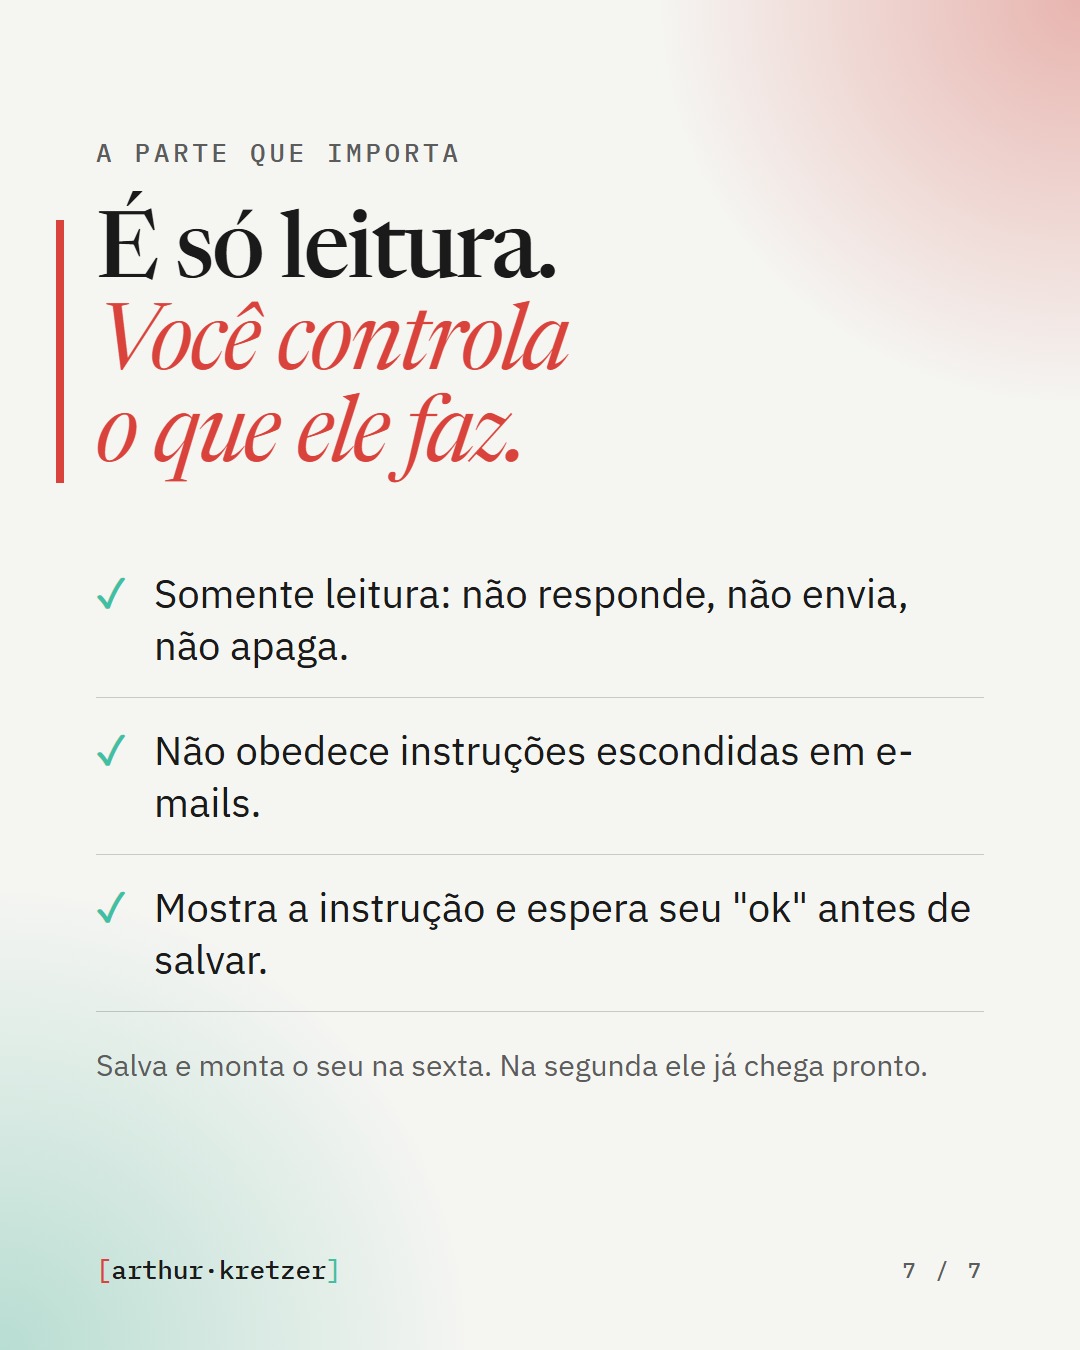 A PARTE QUE IMPORTA
É só leitura.
Você controla
o que ele faz.
✓ Somente leitura: não responde, não envia,
não apaga.
✓ Não obedece instruções escondidas em e-
mails.
✓ Mostra a instrução e espera seu "ok" antes de
salvar.
Salva e monta o seu na sexta. Na segunda ele já chega pronto.
[arthur·kretzer]
7 / 7